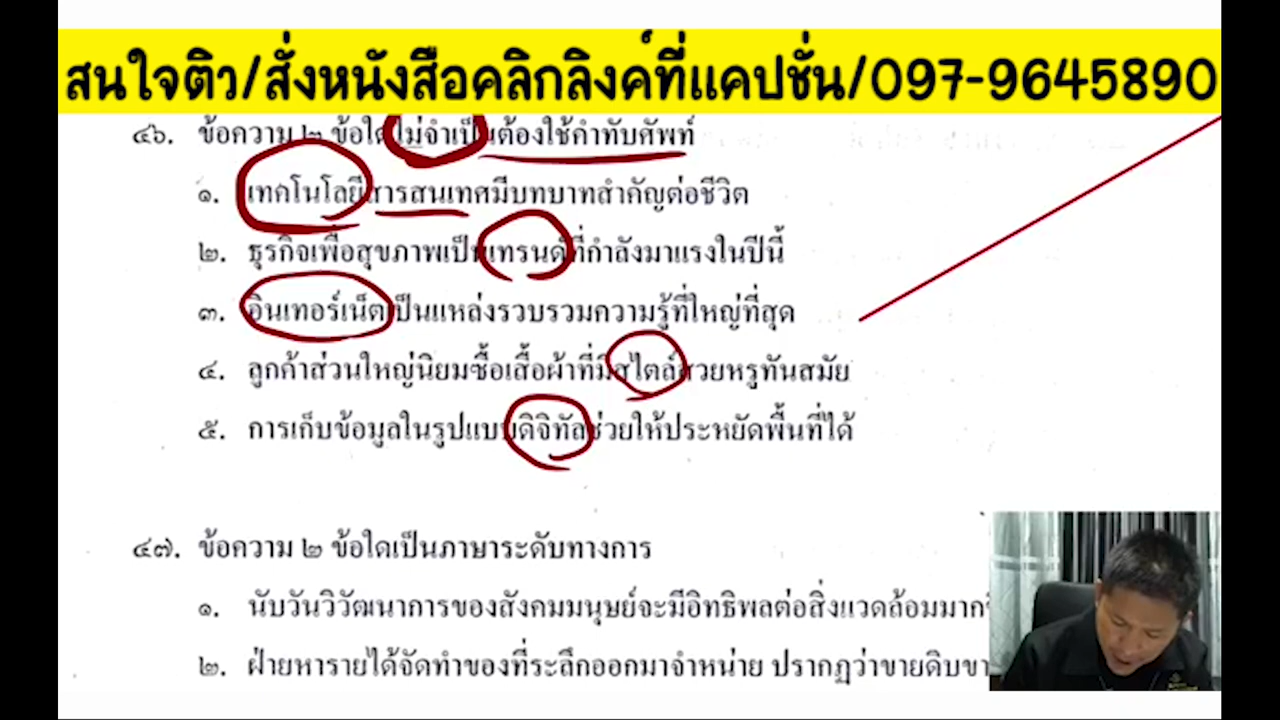 สนใจติว/สั่งหนังสือคลิกลิงค์ที่แคปชั่น/097-9645890
๔๖. ข้อความ ๒ ข้อใดไม่จำเป็นต้องใช้คำทับศัพท์
๑. เทคโนโลยีสารสนเทศมีบทบาทสำคัญต่อชีวิต
๒. ธุรกิจเพื่อสุขภาพเป็นเทรนด์ที่กำลังมาแรงในปีนี้
๓. อินเทอร์เน็ตเป็นแหล่งรวบรวมความรู้ที่ใหญ่ที่สุด
๔. ลูกค้าส่วนใหญ่นิยมซื้อเสื้อผ้าที่มีสไตล์สวยหรูทันสมัย
๕. การเก็บข้อมูลในรูปแบบดิจิทัลช่วยให้ประหยัดพื้นที่ได้
๔๗. ข้อความ ๒ ข้อใดเป็นภาษาระดับทางการ
๑. นับวันวิวัฒนาการของสังคมมนุษย์จะมีอิทธิพลต่อสิ่งแวดล้อม
๒. ฝ่ายหารายได้จัดทำของที่ระลึกออกมาจำหน่าย ปรากฏว่าขายดิบ